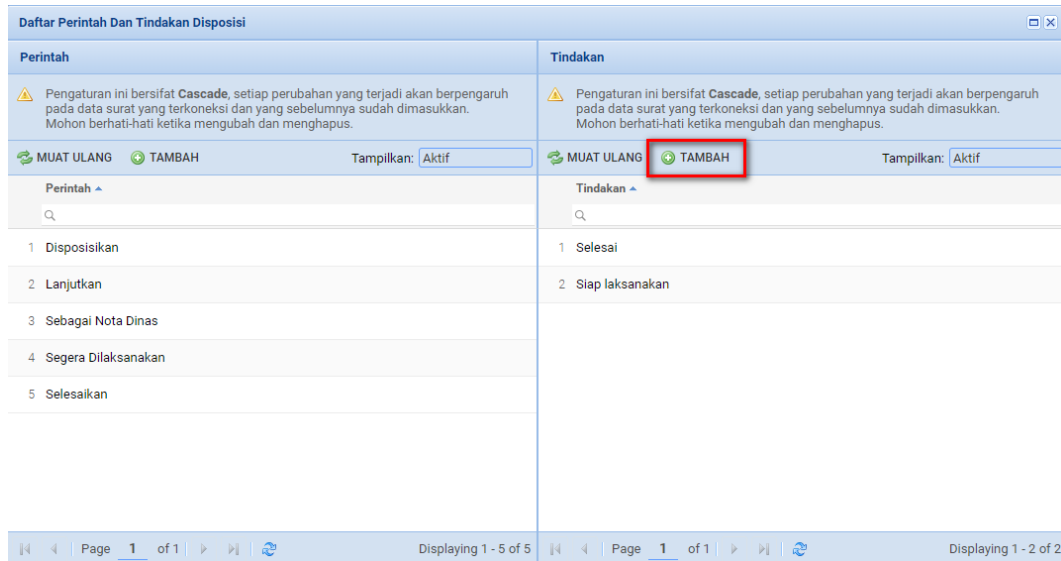 Daftar Perintah Dan Tindakan Disposisi
Perintah
Pengaturan ini bersifat Cascade, setiap perubahan yang terjadi akan berpengaruh
pada data surat yang terkoneksi dan yang sebelumnya sudah dimasukkan.
Mohon berhati-hati ketika mengubah dan menghapus.
MUAT ULANG TAMBAH Tampilkan: Aktif
Perintah
1 Disposisikan
2 Lanjutkan
3 Sebagai Nota Dinas
4 Segera Dilaksanakan
5 Selesaikan
Page 1 of 1 Displaying 1 - 5 of 5
Tindakan
Pengaturan ini bersifat Cascade, setiap perubahan yang terjadi akan berpengaruh
pada data surat yang terkoneksi dan yang sebelumnya sudah dimasukkan.
Mohon berhati-hati ketika mengubah dan menghapus.
MUAT ULANG TAMBAH Tampilkan: Aktif
Tindakan
1 Selesai
2 Siap laksanakan
Page 1 of 1 Displaying 1 - 2 of 2